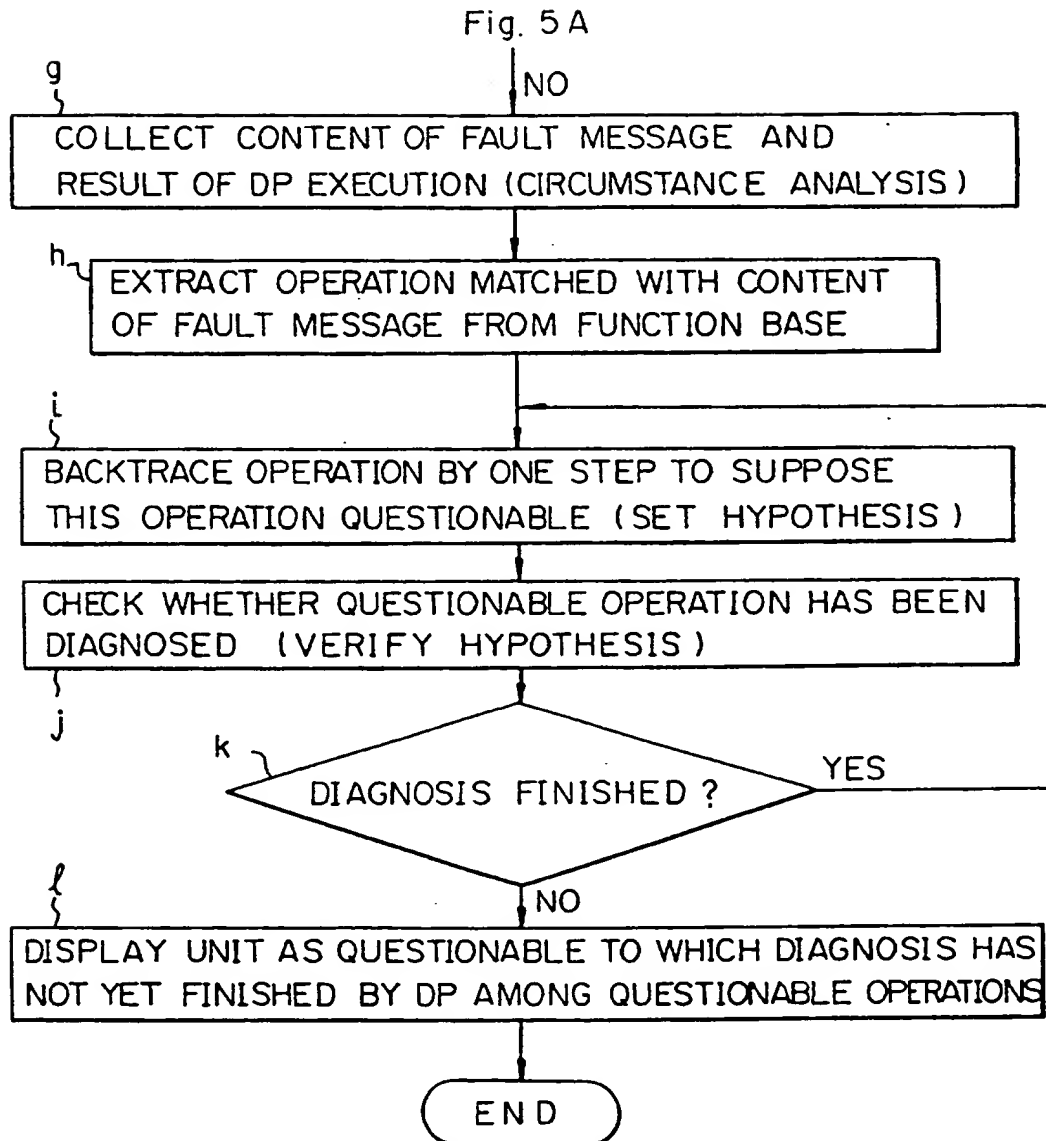 Fig. 5A
g
NO
COLLECT CONTENT OF FAULT MESSAGE AND
RESULT OF DP EXECUTION (CIRCUMSTANCE ANALYSIS)
h
EXTRACT OPERATION MATCHED WITH CONTENT
OF FAULT MESSAGE FROM FUNCTION BASE
i
BACKTRACE OPERATION BY ONE STEP TO SUPPOSE
THIS OPERATION QUESTIONABLE (SET HYPOTHESIS)
CHECK WHETHER QUESTIONABLE OPERATION HAS BEEN
DIAGNOSED (VERIFY HYPOTHESIS)
j
k
DIAGNOSIS FINISHED ?
YES
NO
ℓ
DISPLAY UNIT AS QUESTIONABLE TO WHICH DIAGNOSIS HAS
NOT YET FINISHED BY DP AMONG QUESTIONABLE OPERATIONS
END